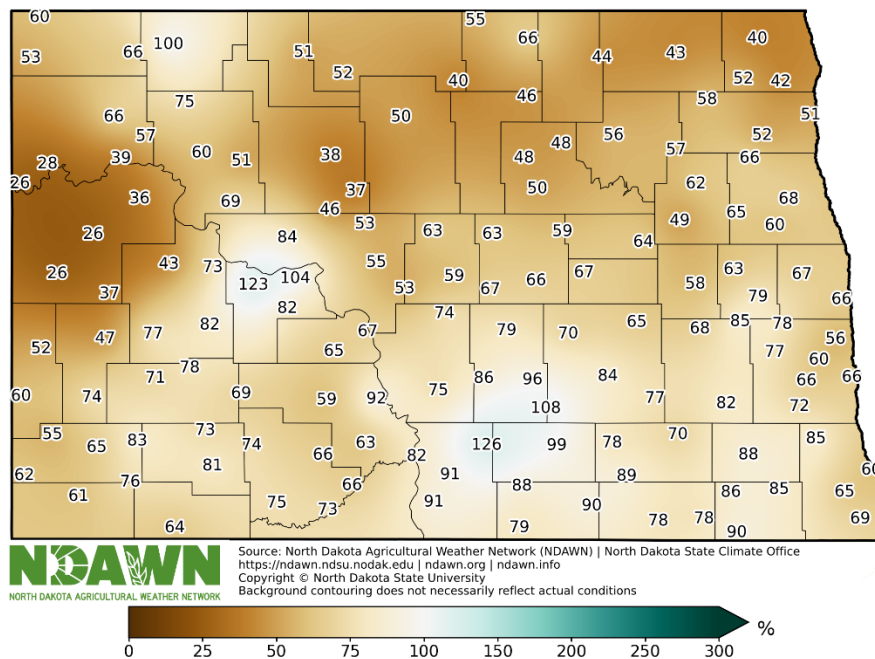 60 55
100 66 40
53 66 51 44 43
52 40 52 42
75 46 58
66 50 51
57 48 56 52
39 60 51 38 48 57 66
28
26 36 37 50 62 68
69 46 49 65
26 84 53 63 63 59 64 60
43 73 55 63 67
26 123 104 59 66 67 58
37 82 53 67 79 66
74 85
47 77 82 67 79 70 65 68 78 56
52 65 77 60
78
71 86 96 84 66 66
60 74 69 59 92 75 77 82 72
108
55 73 70 85
65 83 74 63 126 99 78
66 82 88
62 81 91 89 60
76 66 88 86 85 65
61 75 73 91 90 78 78 69
64 79 90
NDAWN
NORTH DAKOTA AGRICULTURAL WEATHER NETWORK
Source: North Dakota Agricultural Weather Network (NDAWN) | North Dakota State Climate Office
https://ndawn.ndsu.nodak.edu | ndawn.org | ndawn.info
Copyright © North Dakota State University
Background contouring does not necessarily reflect actual conditions
%
0 25 50 75 100 150 200 250 300